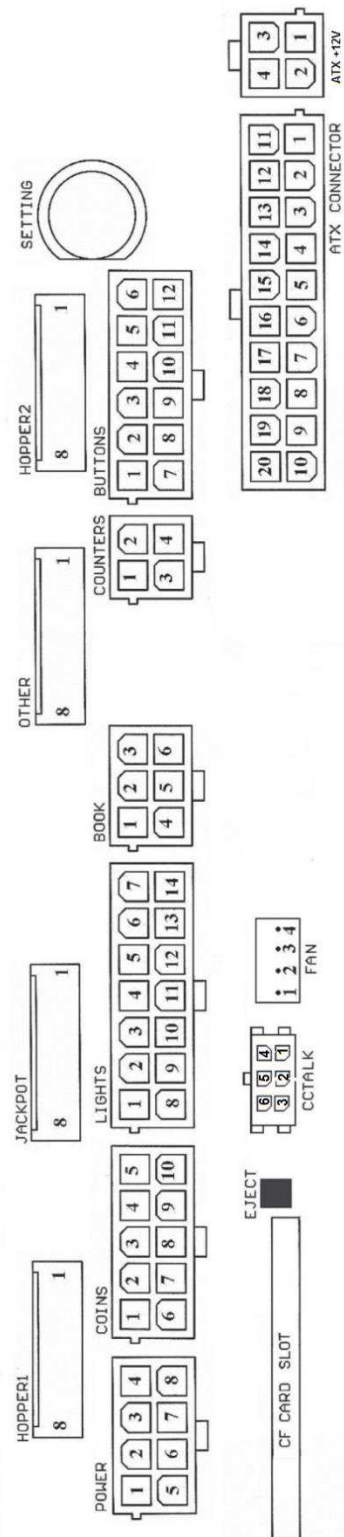 HOPPER1
8 1
JACKPOT
8 1
OTHER
8 1
HOPPER2
8 1
SETTING
POWER
1 2 3 4
5 6 7 8
COINS
1 2 3 4 5
6 7 8 9 10
LIGHTS
1 2 3 4 5 6 7
8 9 10 11 12 13 14
BOOK
1 2 3
4 5 6
COUNTERS
1 2
3 4
BUTTONS
1 2 3 4 5 6
7 8 9 10 11 12
CF CARD SLOT
EJECT
6 5 4
3 2 1
CCTALK
1 2 3 4
FAN
20 19 18 17 16 15 14 13 12 11
10 9 8 7 6 5 4 3 2 1
ATX CONNECTOR
4 3
2 1
ATX +12V